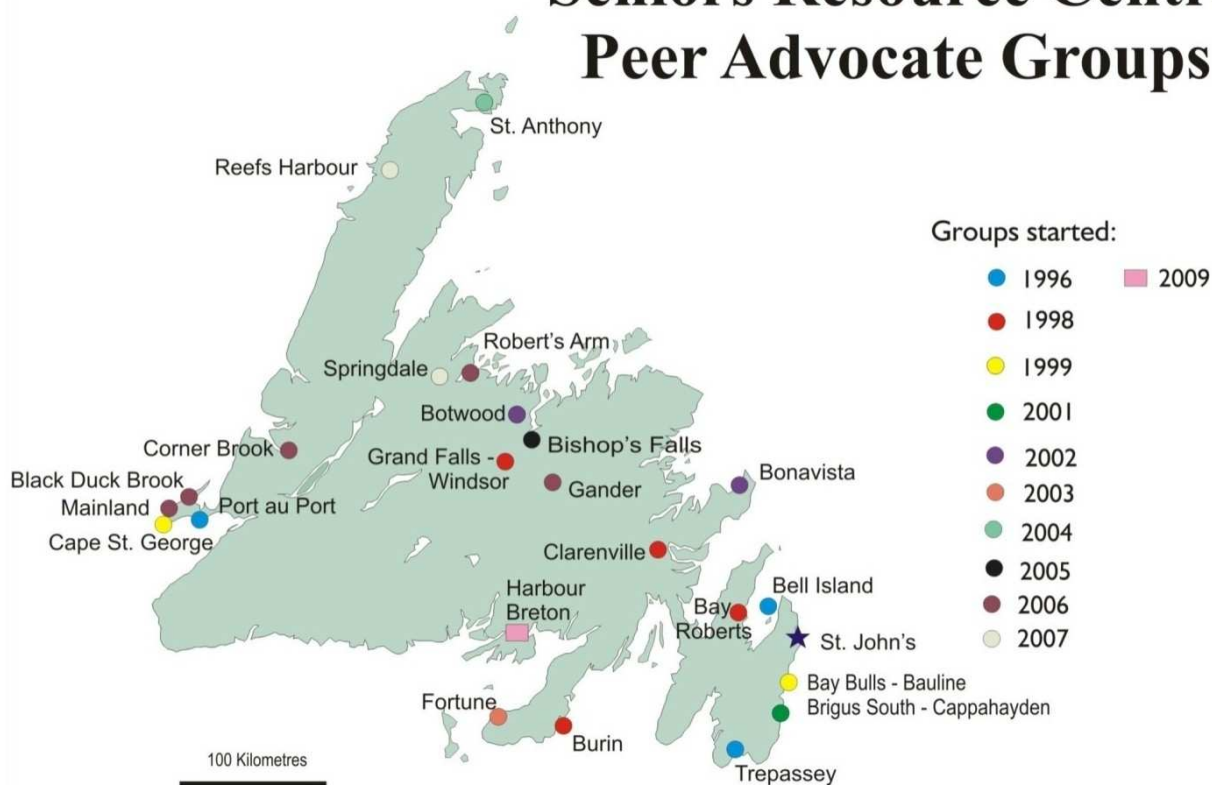 Seniors Resource Centr
Peer Advocate Groups
St. Anthony
Reefs Harbour
Groups started:
1996
2009
1998
1999
2001
2002
2003
2004
2005
2006
2007
Robert's Arm
Springdale
Botwood
Bishop's Falls
Corner Brook
Grand Falls -
Windsor
Gander
Bonavista
Black Duck Brook
Mainland
Port au Port
Cape St. George
Clarenville
Harbour
Breton
Bell Island
Bay
Roberts
St. John's
Bay Bulls - Bauline
Brigus South - Cappahayden
Fortune
Burin
Trepassey
100 Kilometres